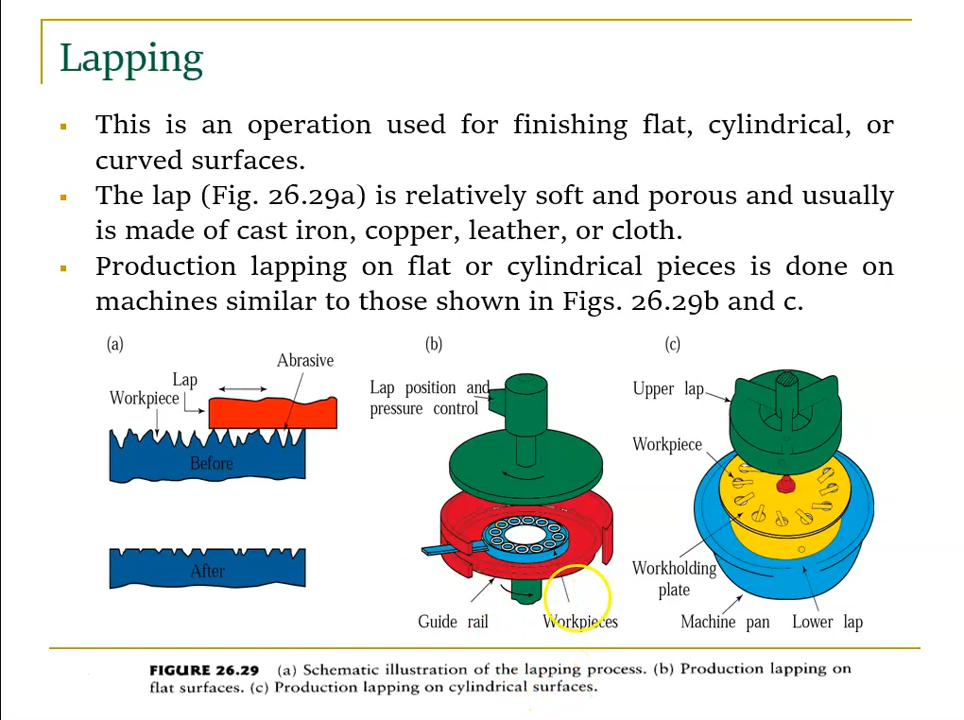 Lapping
▪ This is an operation used for finishing flat, cylindrical, or
curved surfaces.
▪ The lap (Fig. 26.29a) is relatively soft and porous and usually
is made of cast iron, copper, leather, or cloth.
▪ Production lapping on flat or cylindrical pieces is done on
machines similar to those shown in Figs. 26.29b and c.
(a)
Abrasive
Lap
Workpiece
Before
After
(b)
Lap position and
pressure control
Guide rail
Workpieces
(c)
Upper lap
Workpiece
Workholding
plate
Machine pan
Lower lap
FIGURE 26.29 (a) Schematic illustration of the lapping process. (b) Production lapping on
flat surfaces. (c) Production lapping on cylindrical surfaces.